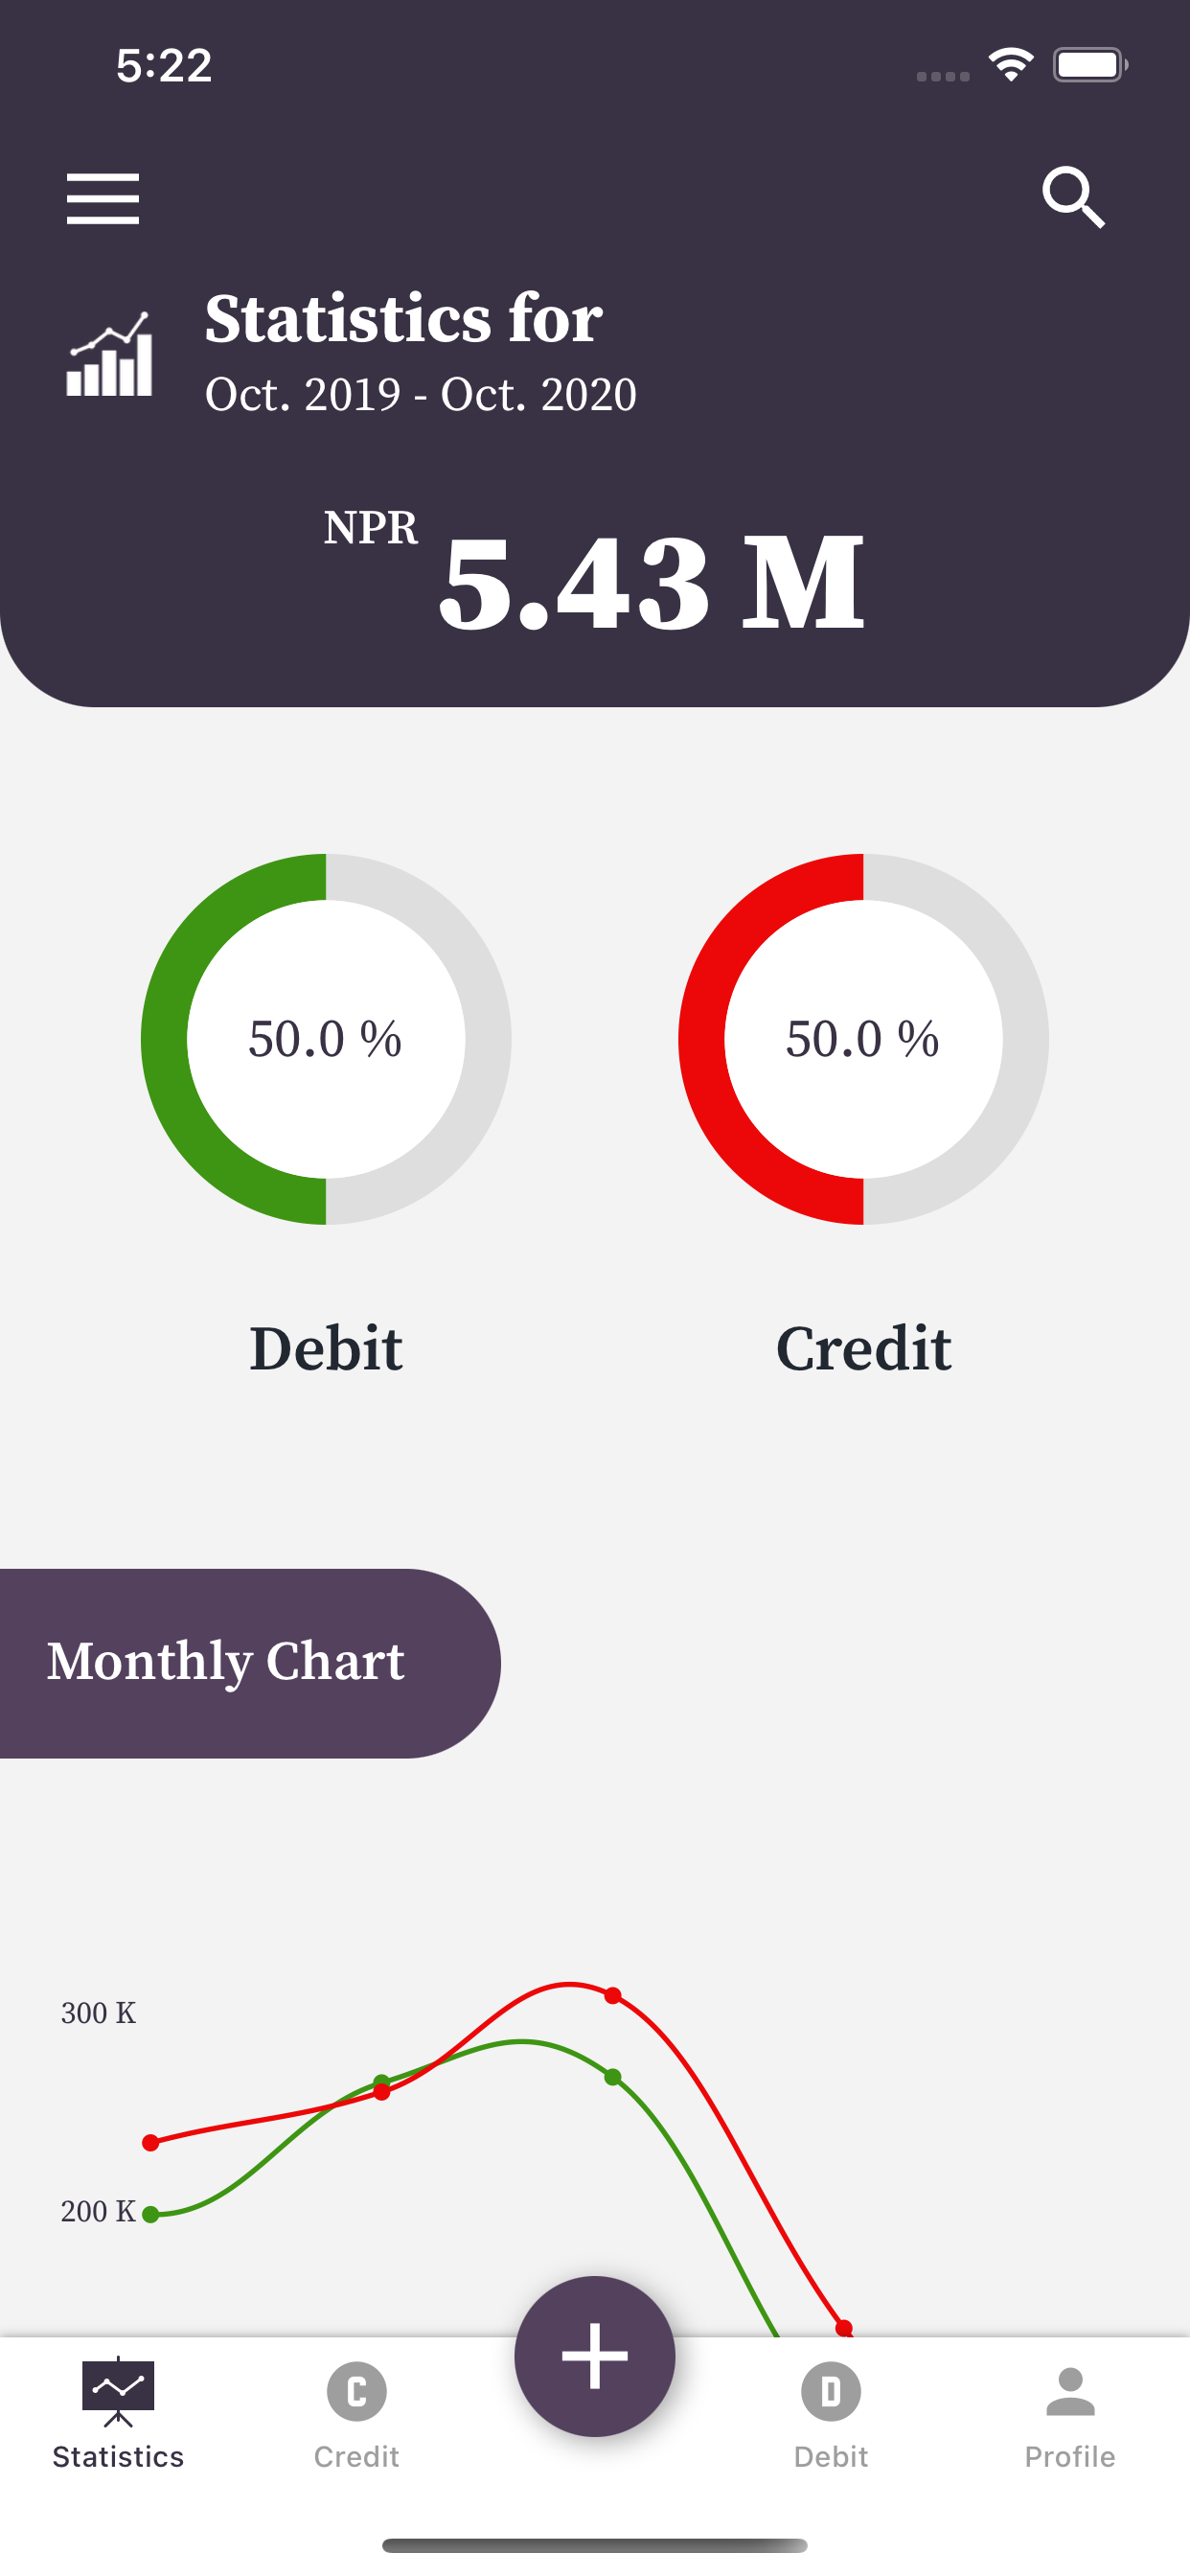 5:22
Statistics for
Oct. 2019 - Oct. 2020
NPR 5.43 M
50.0 %
50.0 %
Debit
Credit
Monthly Chart
300 K
200 K
C
D
Statistics
Credit
Debit
Profile